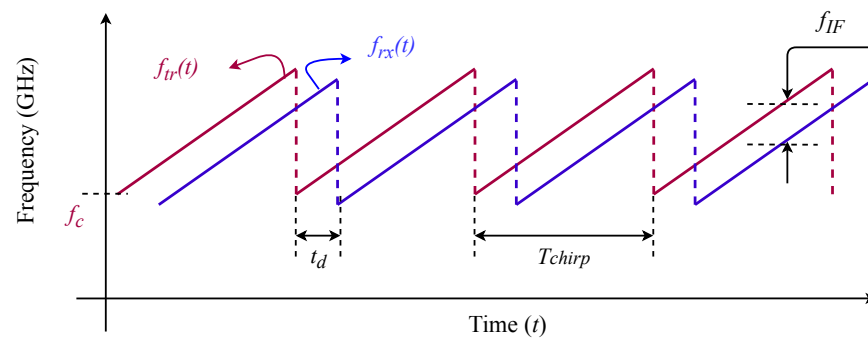 f_IF
f_tr(t)
f_rx(t)
Frequency (GHz)
f_c
t_d
Tchirp
Time (t)